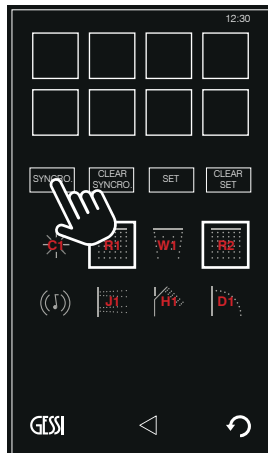 12:30
SYNCRO.
CLEAR SYNCRO.
SET
CLEAR SET
C1 R1 W1 R2
J1 H1 D1
GESSI